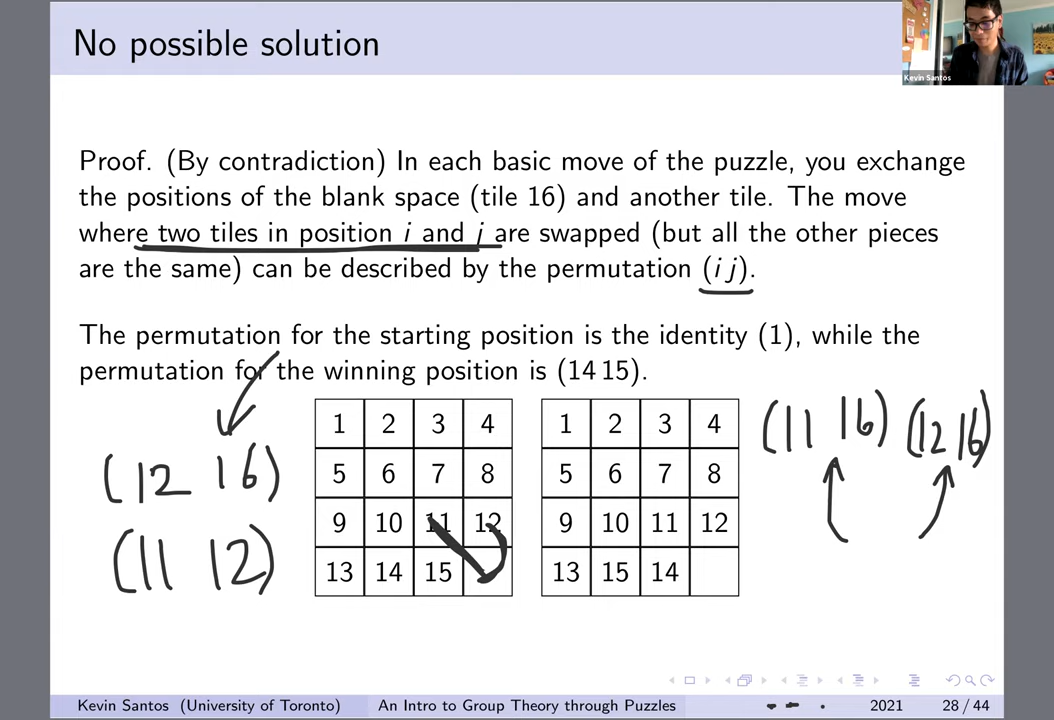 No possible solution
Kevin Santos
Proof. (By contradiction) In each basic move of the puzzle, you exchange
the positions of the blank space (tile 16) and another tile. The move
where two tiles in position i and j are swapped (but all the other pieces
are the same) can be described by the permutation (i j).
The permutation for the starting position is the identity (1), while the
permutation for the winning position is (14 15).
(12 16)
(11 12)
1 2 3 4
5 6 7 8
9 10 11 12
13 14 15
1 2 3 4
5 6 7 8
9 10 11 12
13 15 14
(11 16) (12 16)
Kevin Santos (University of Toronto) An Intro to Group Theory through Puzzles 2021 28 / 44